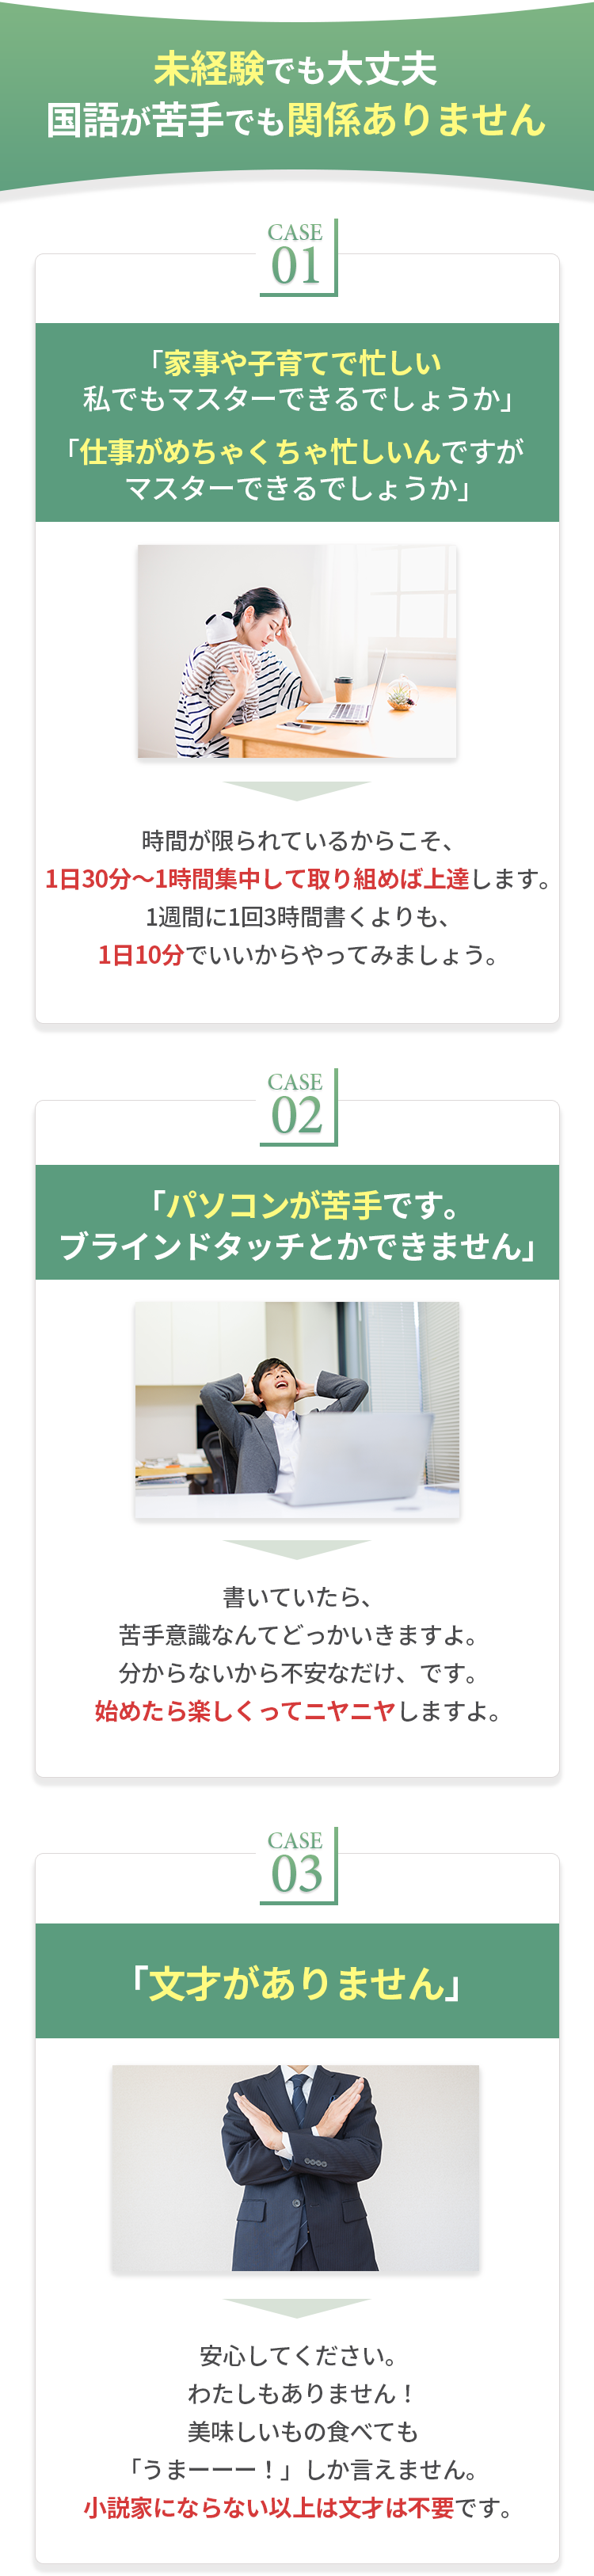 未経験でも大丈夫
国語が苦手でも関係ありません
CASE
01
「家事や子育てで忙しい
私でもマスターできるでしょうか」
「仕事がめちゃくちゃ忙しいんですが
マスターできるでしょうか」
時間が限られているからこそ、
1日30分〜1時間集中して取り組めば上達します。
1週間に1回3時間書くよりも、
1日10分でいいからやってみましょう。
CASE
02
「パソコンが苦手です。
ブラインドタッチとかできません」
書いていたら、
苦手意識なんてどっかいきますよ。
分からないから不安なだけ、です。
始めたら楽しくってニヤニヤしますよ。
CASE
03
「文才がありません」
安心してください。
わたしもありません！
美味しいもの食べても
「うまーーー！」しか言えません。
小説家にならない以上は文才は不要です。